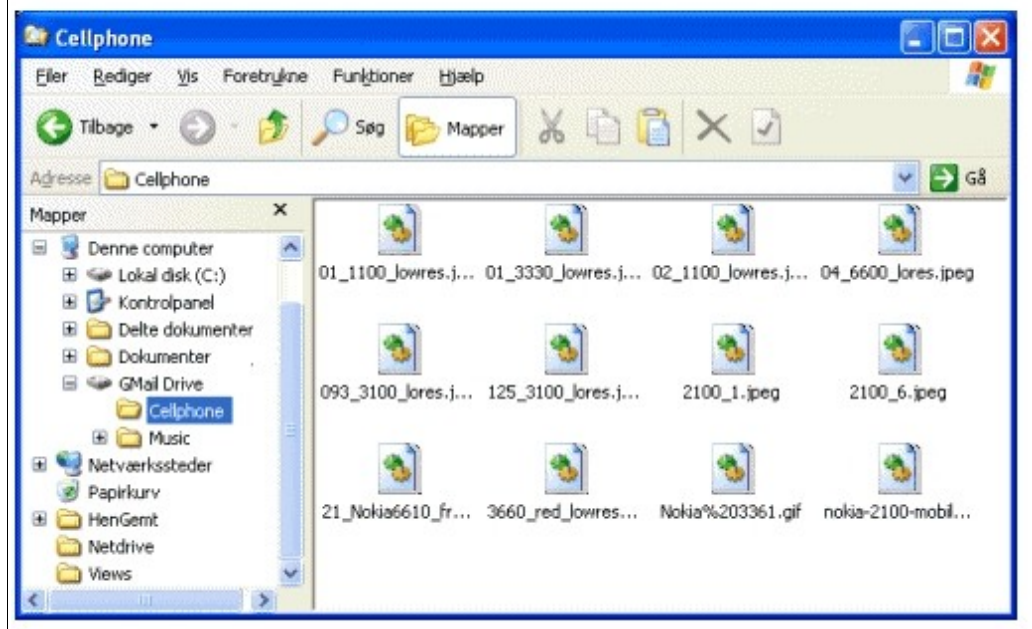 Cellphone
Filer Rediger Vis Foretrukne Funktioner Hjælp
Tilbage Søg Mapper
Adresse Cellphone Gå
Mapper
Denne computer
Lokal disk (C:)
Kontrolpanel
Delte dokumenter
Dokumenter
GMail Drive
Cellphone
Music
Netværkssteder
Papirkurv
HenGemt
Netdrive
Views
01_1100_lowres.j... 01_3330_lowres.j... 02_1100_lowres.j... 04_6600_lores.jpeg
093_3100_lores.j... 125_3100_lores.j... 2100_1.jpeg 2100_6.jpeg
21_Nokia6610_fr... 3660_red_lowres... Nokia%203361.gif nokia-2100-mobil...